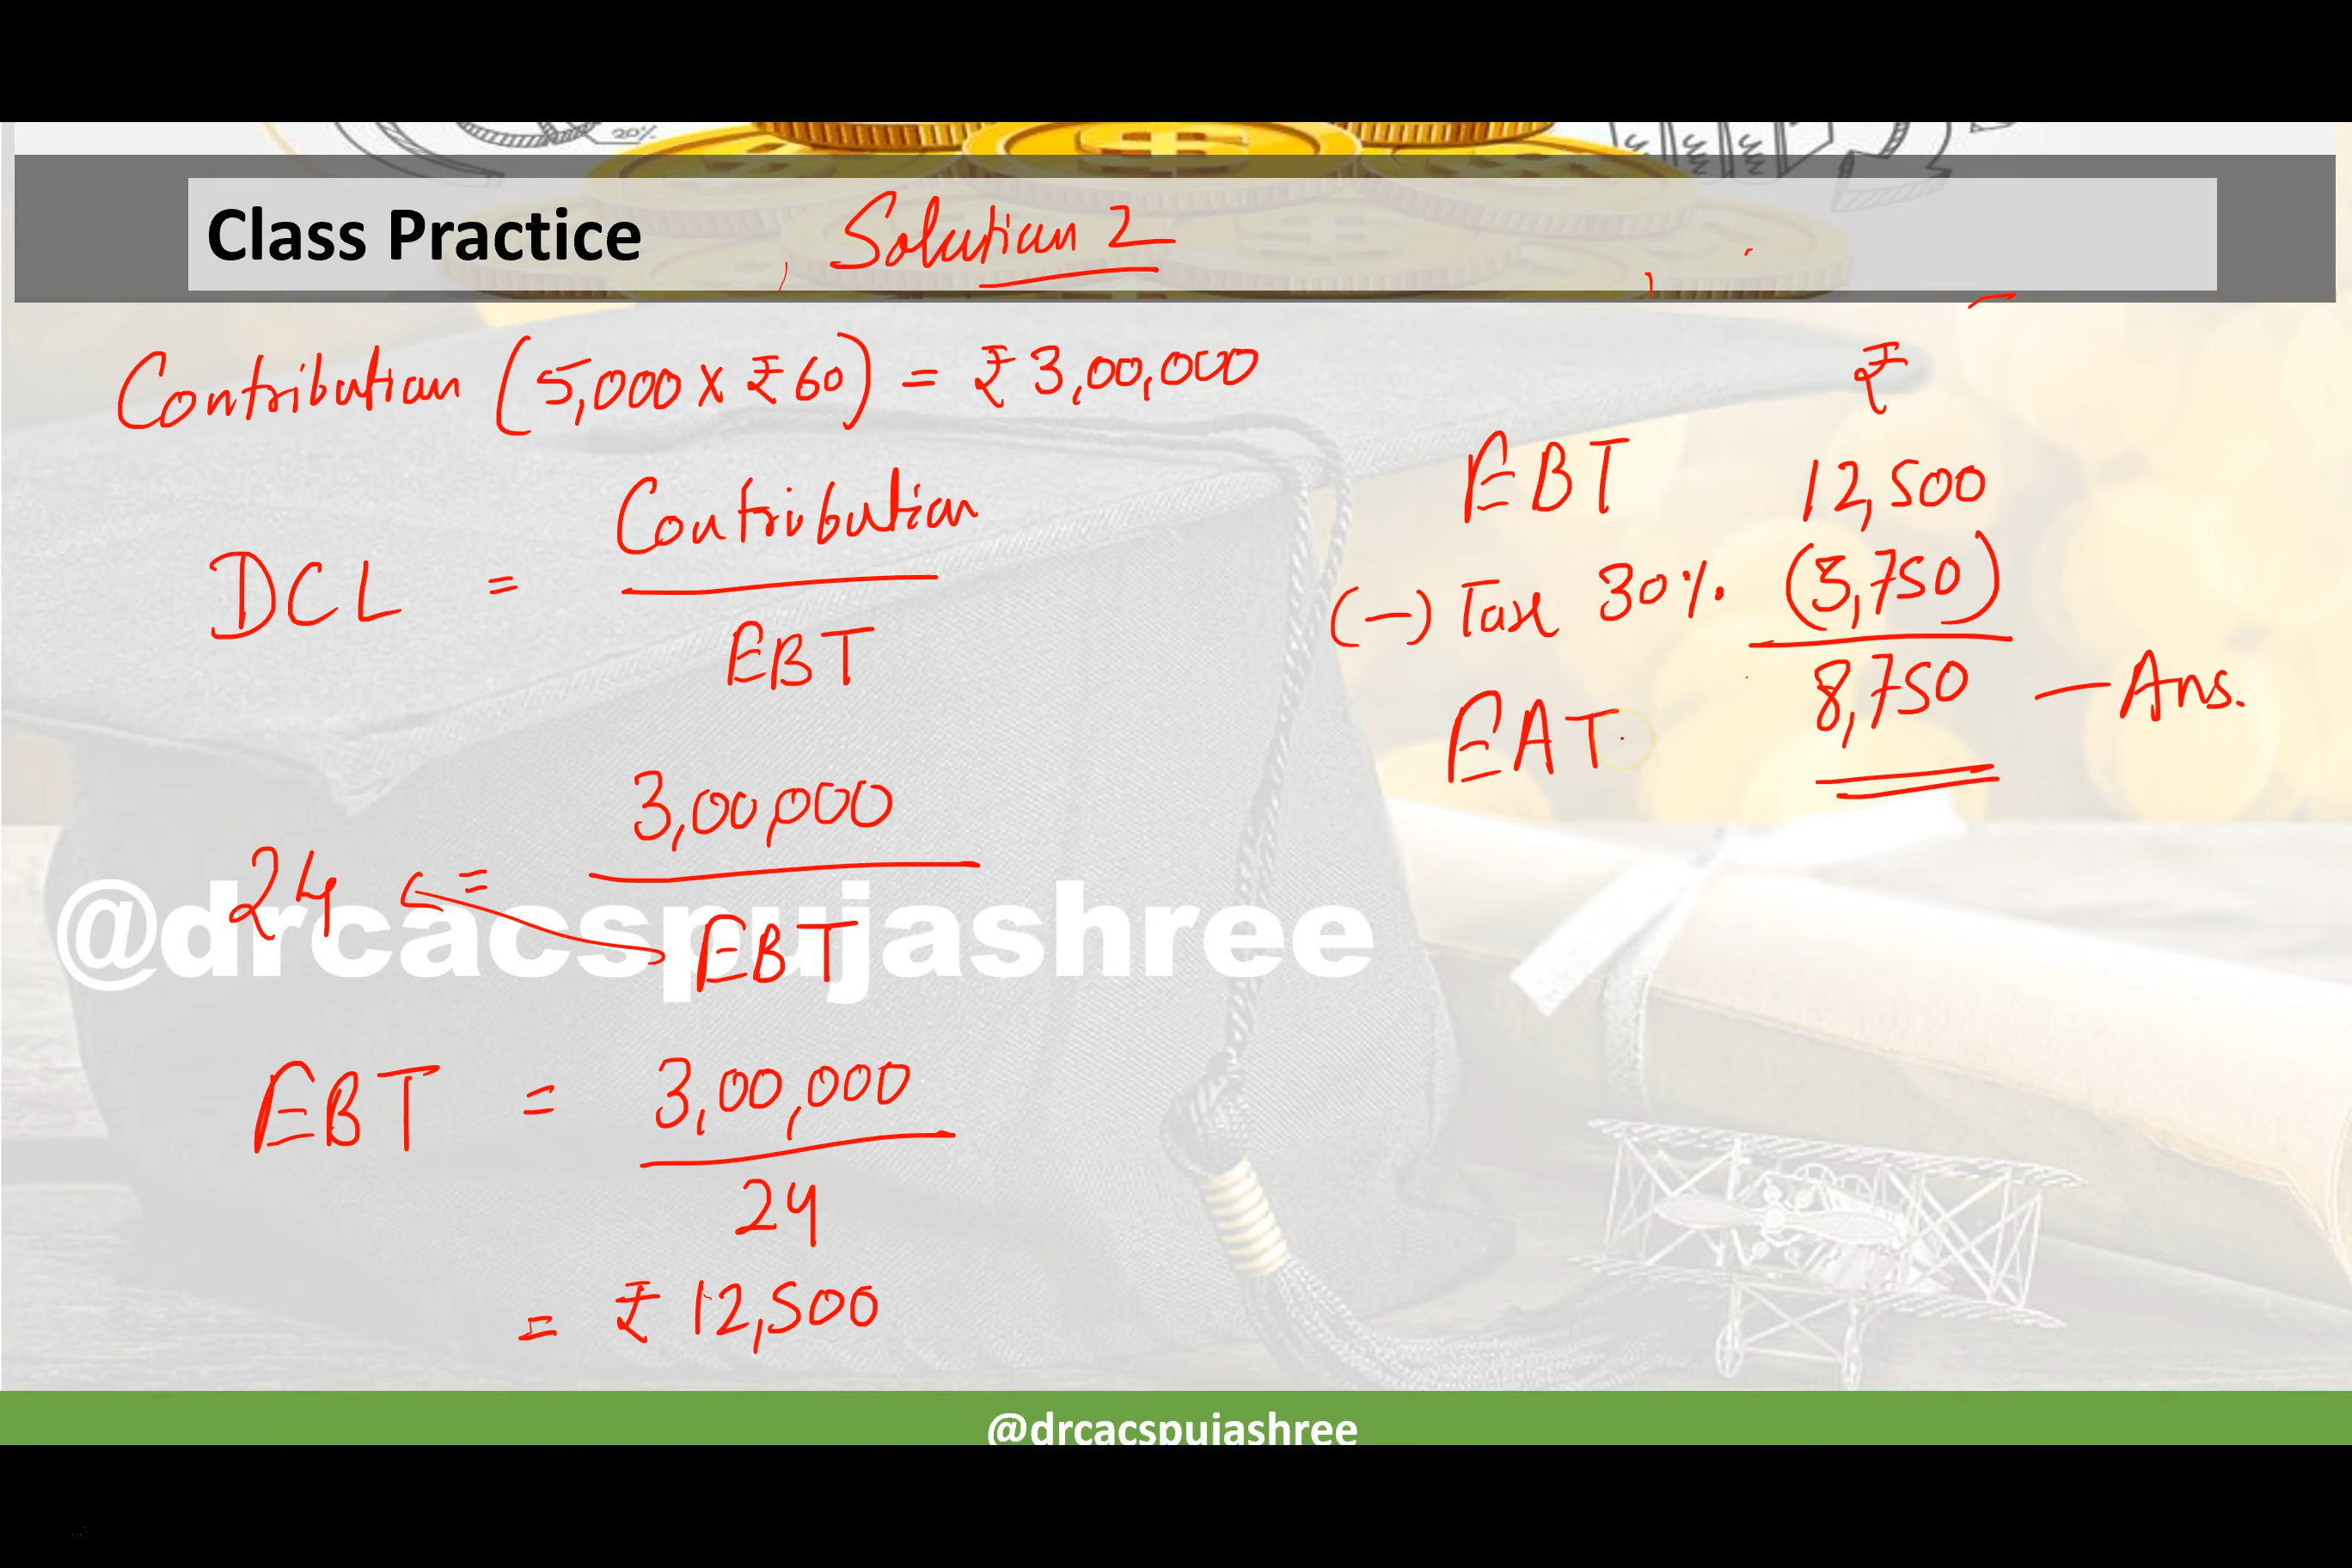 20%
Class Practice
Solution 2
Contribution (5,000 × ₹60) = ₹3,00,000
DCL = Contribution
EBT
24 = 3,00,000
EBT
EBT = 3,00,000
24
= ₹ 12,500
₹
EBT 12,500
(-) Tax 30% (3,750)
EAT 8,750 — Ans.
@drcacspujashree
@drcacspujashree